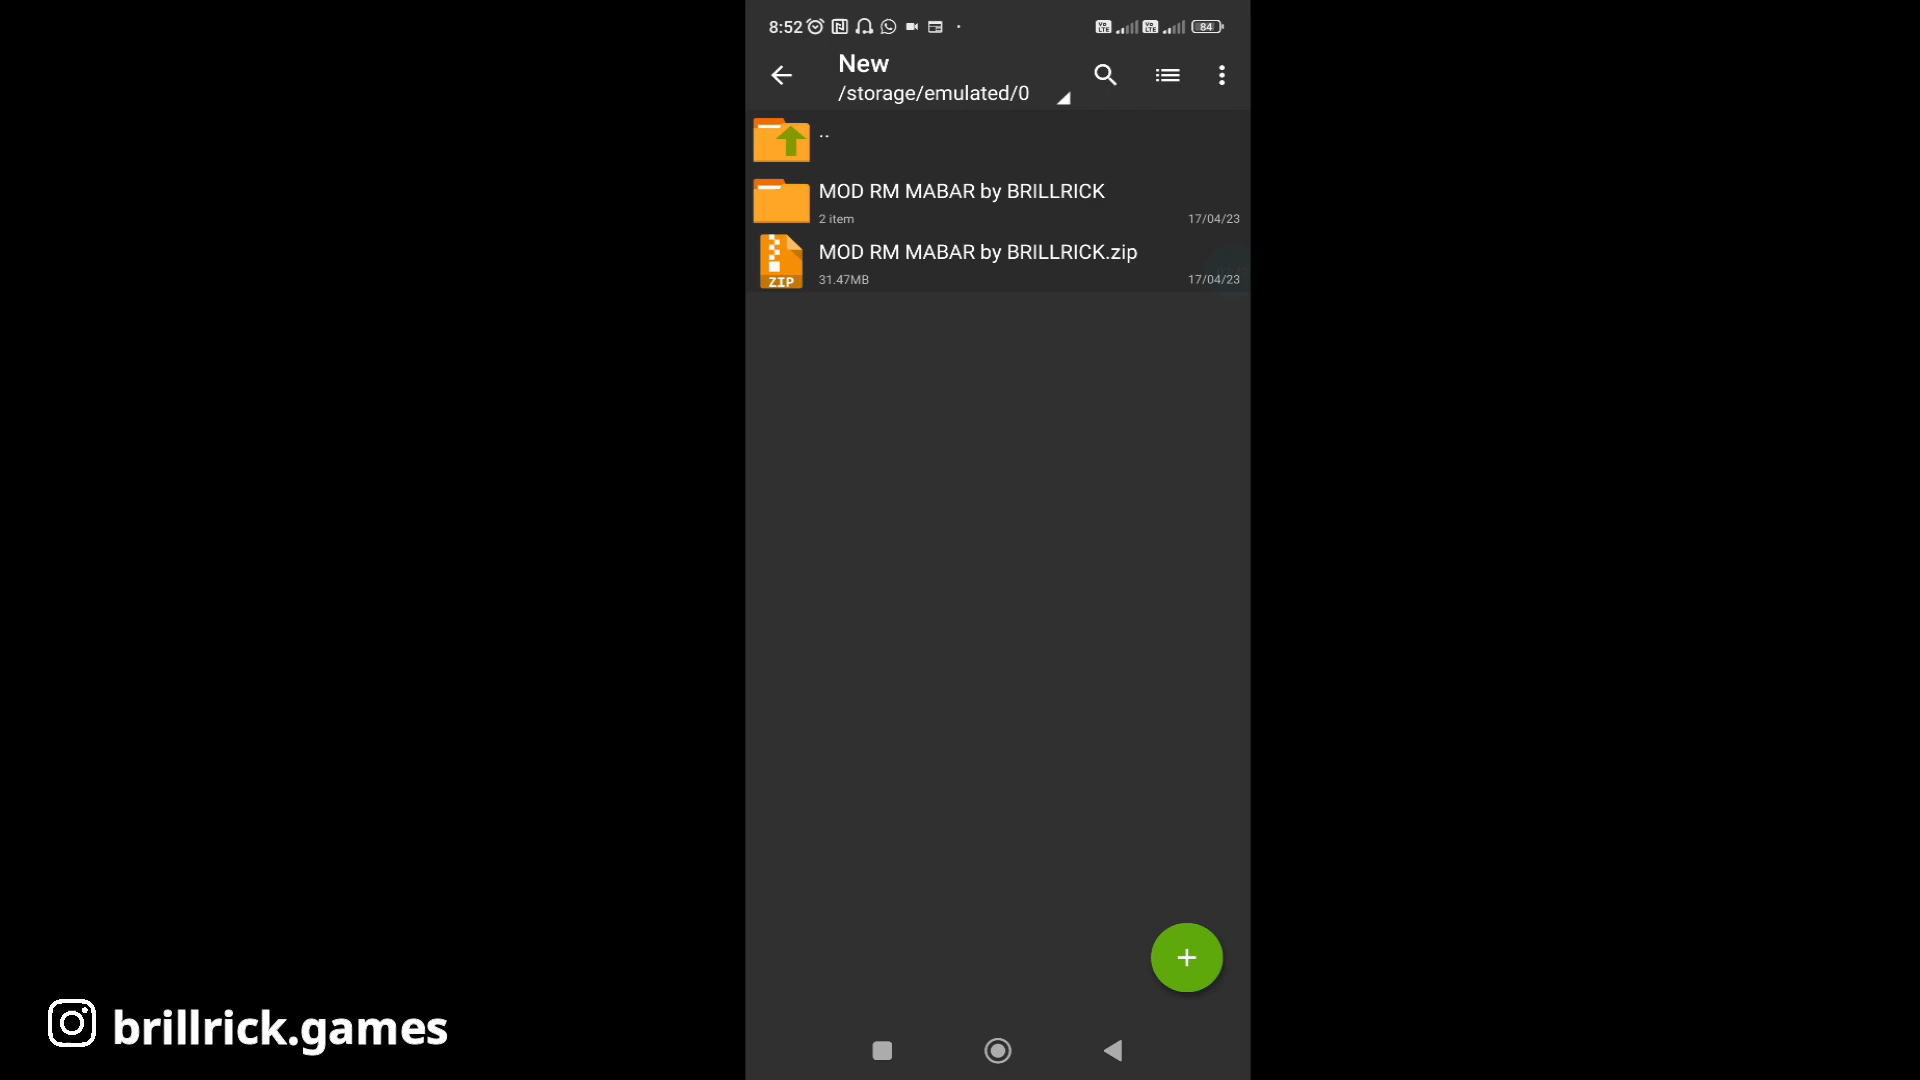 8:52
84
New
/storage/emulated/0
..
MOD RM MABAR by BRILLRICK
2 item
17/04/23
MOD RM MABAR by BRILLRICK.zip
ZIP
31.47MB
17/04/23
brillrick.games